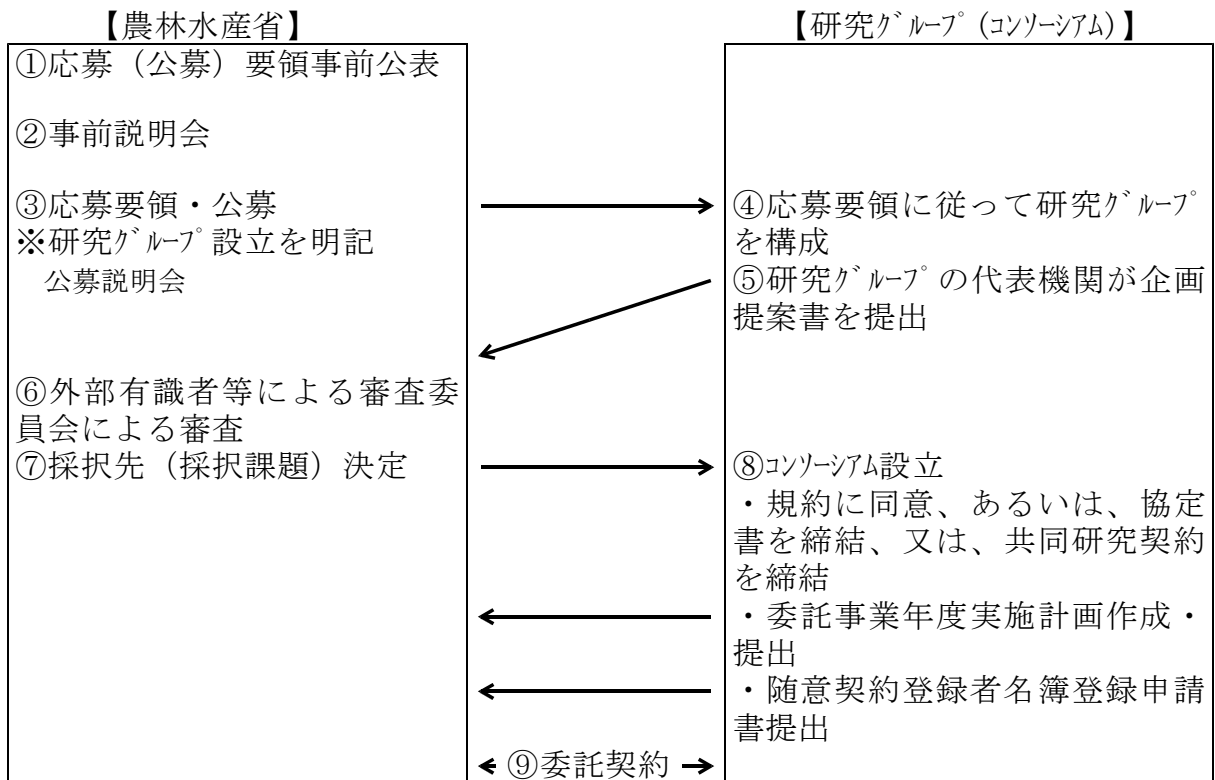 【農林水産省】
①応募（公募）要領事前公表
②事前説明会
③応募要領・公募
※研究ｸﾞﾙｰﾌﾟ設立を明記
公募説明会
⑥外部有識者等による審査委
員会による審査
⑦採択先（採択課題）決定
【研究ｸﾞﾙｰﾌﾟ(ｺﾝｿｰｼｱﾑ)】
④応募要領に従って研究ｸﾞﾙｰﾌﾟ
を構成
⑤研究ｸﾞﾙｰﾌﾟの代表機関が企画
提案書を提出
⑧ｺﾝｿｰｼｱﾑ設立
・規約に同意、あるいは、協定
書を締結、又は、共同研究契約
を締結
・委託事業年度実施計画作成・
提出
・随意契約登録者名簿登録申請
書提出
⑨委託契約